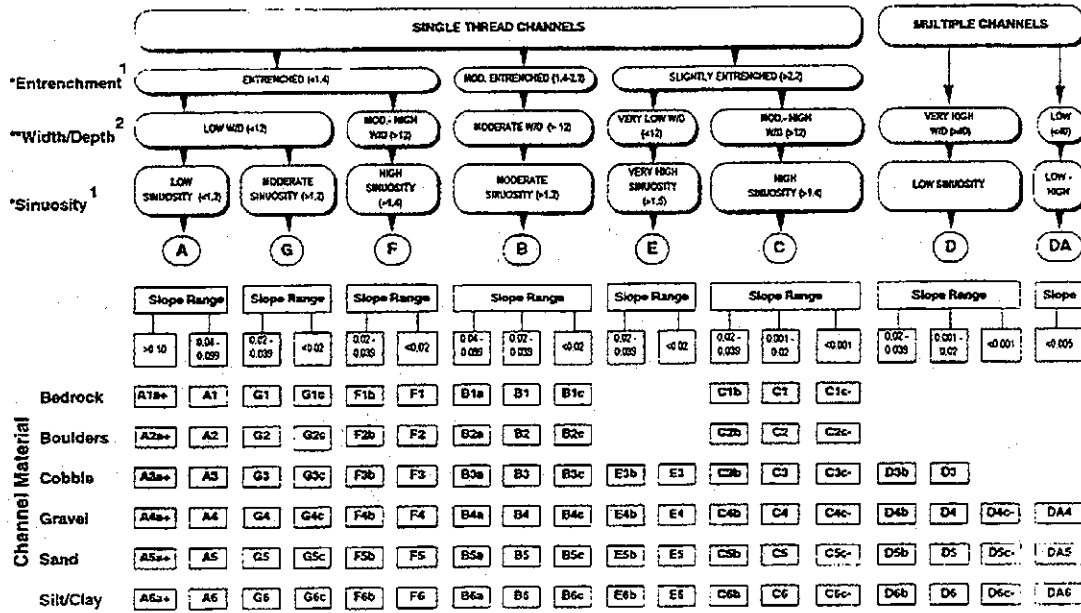 SINGLE THREAD CHANNELS MULTIPLE CHANNELS
*Entrenchment 1 ENTRENCHED (<1.4) MOD. ENTRENCHED (1.4-2.2) SLIGHTLY ENTRENCHED (>2.2)
**Width/Depth 2 LOW W/D (<12) MOD.- HIGH W/D (>12) MODERATE W/D (> 12) VERY LOW W/D (<12) MOD.- HIGH W/D (>12) VERY HIGH W/D (>40) LOW (<40)
*Sinuosity 1 LOW SINUOSITY (<1.2) MODERATE SINUOSITY (>1.2) HIGH SINUOSITY (>1.4) MODERATE SINUOSITY (>1.2) VERY HIGH SINUOSITY (>1.5) HIGH SINUOSITY (>1.4) LOW SINUOSITY LOW - HIGH
A G F B E C D DA
Slope Range Slope Range Slope Range Slope Range Slope Range Slope Range Slope Range Slope
>0.10 0.04 - 0.099 0.02 - 0.039 <0.02 0.02 - 0.039 <0.02 0.04 - 0.099 0.02 - 0.039 <0.02 0.02 - 0.039 <0.02 0.02 - 0.039 0.001 - 0.02 <0.001 0.02 - 0.039 0.001 - 0.02 <0.001 <0.005
Channel Material
Bedrock A1a+ A1 G1 G1c F1b F1 B1a B1 B1c C1b C1 C1c-
Boulders A2a+ A2 G2 G2c F2b F2 B2a B2 B2c C2b C2 C2c-
Cobble A3a+ A3 G3 G3c F3b F3 B3a B3 B3c E3b E3 C3b C3 C3c- D3b D3
Gravel A4a+ A4 G4 G4c F4b F4 B4a B4 B4c E4b E4 C4b C4 C4c- D4b D4 D4c- DA4
Sand A5a+ A5 G5 G5c F5b F5 B5a B5 B5c E5b E5 C5b C5 C5c- D5b D5 D5c- DA5
Silt/Clay A6a+ A6 G6 G6c F6b F6 B6a B6 B6c E6b E6 C6b C6 C6c- D6b D6 D6c- DA6